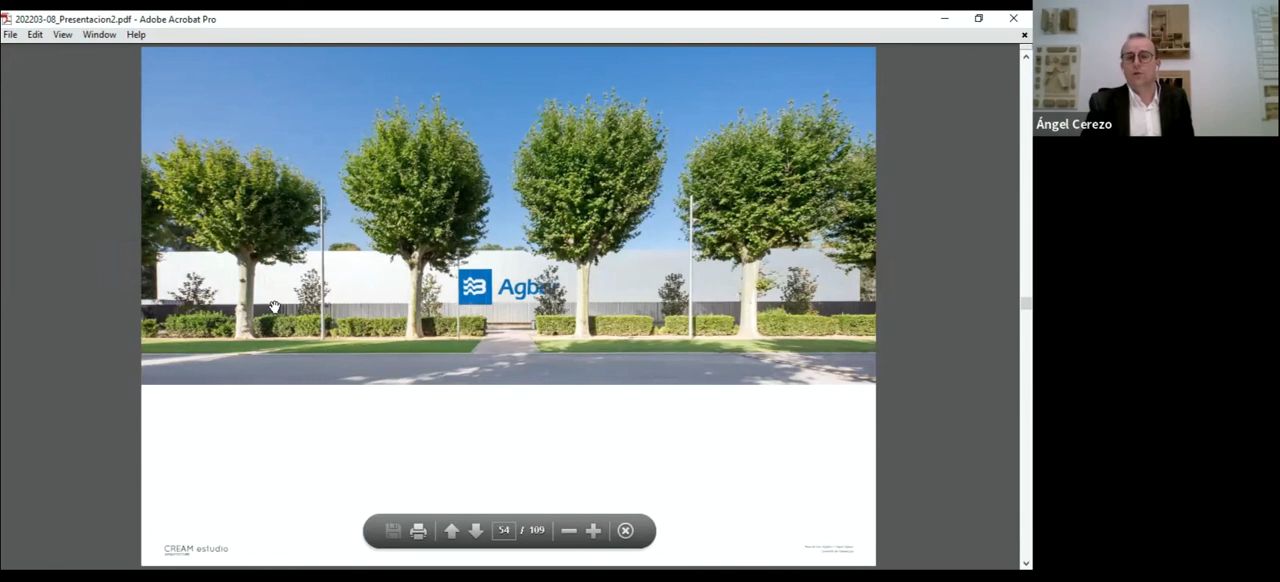 202203-08_Presentacion2.pdf - Adobe Acrobat Pro
File Edit View Window Help
Ángel Cerezo
Agb
54 / 109
CREAM estudio